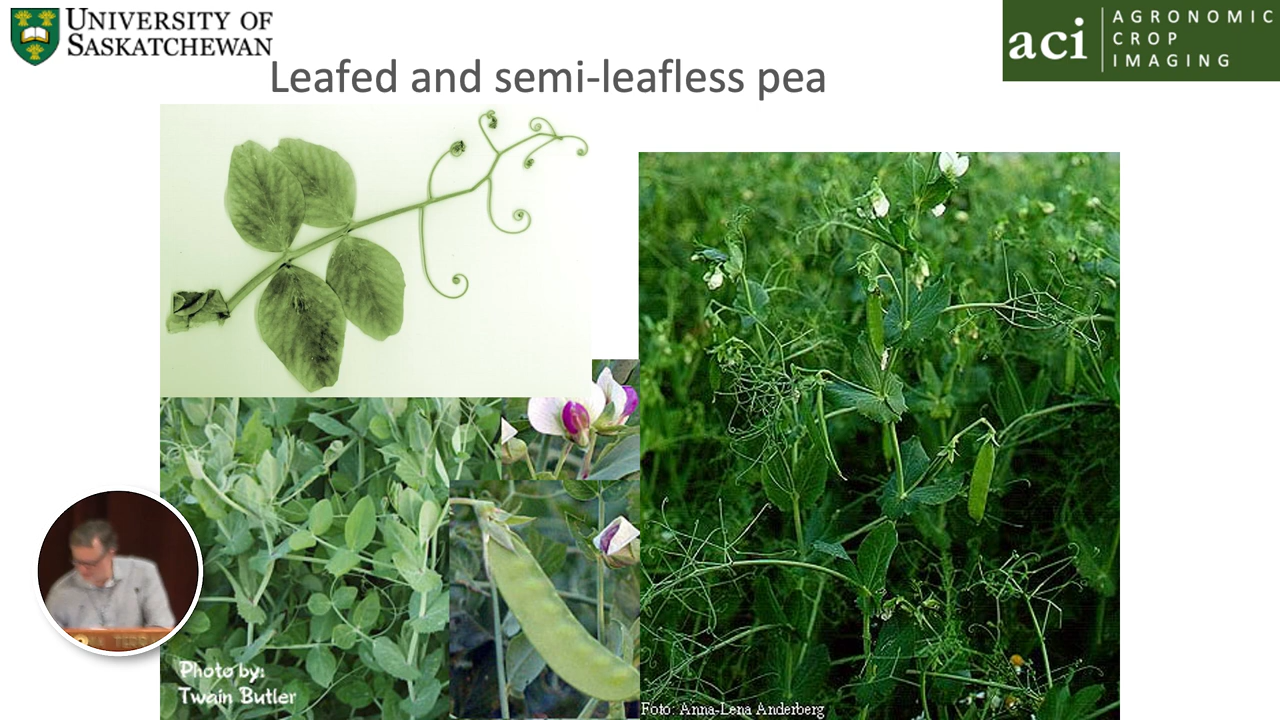 UNIVERSITY OF
SASKATCHEWAN
aci
AGRONOMIC
CROP
IMAGING
Leafed and semi-leafless pea
Photo by:
Twain Butler
Foto: Anna-Lena Anderberg